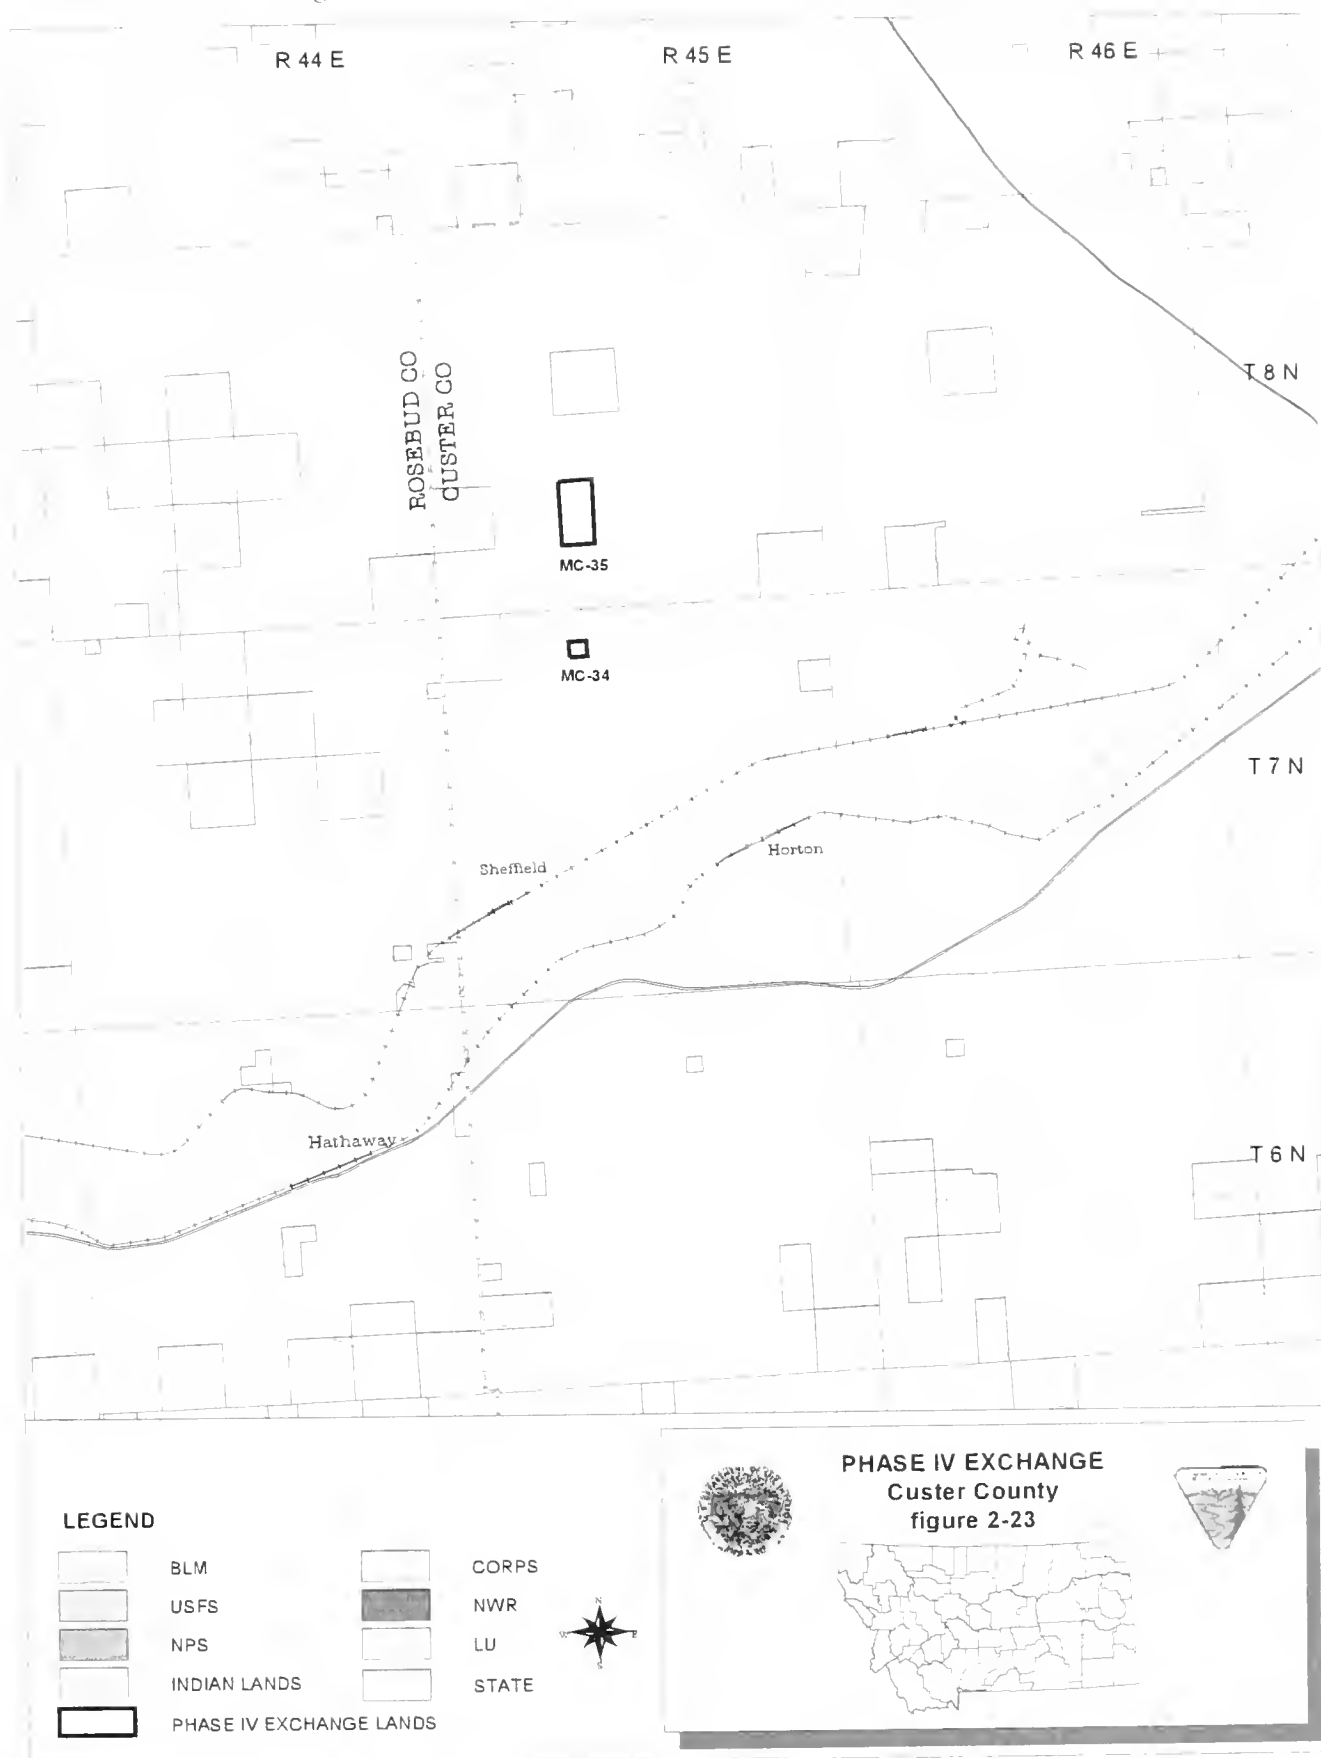 R 44 E
R 45 E
R 46 E
T 8 N
ROSEBUD CO
CUSTER CO
MC-35
MC-34
T 7 N
Horton
Sheffield
Hathaway
T 6 N
LEGEND
BLM
USFS
NPS
INDIAN LANDS
PHASE IV EXCHANGE LANDS
CORPS
NWR
LU
STATE
N
W
E
S
PHASE IV EXCHANGE
Custer County
figure 2-23